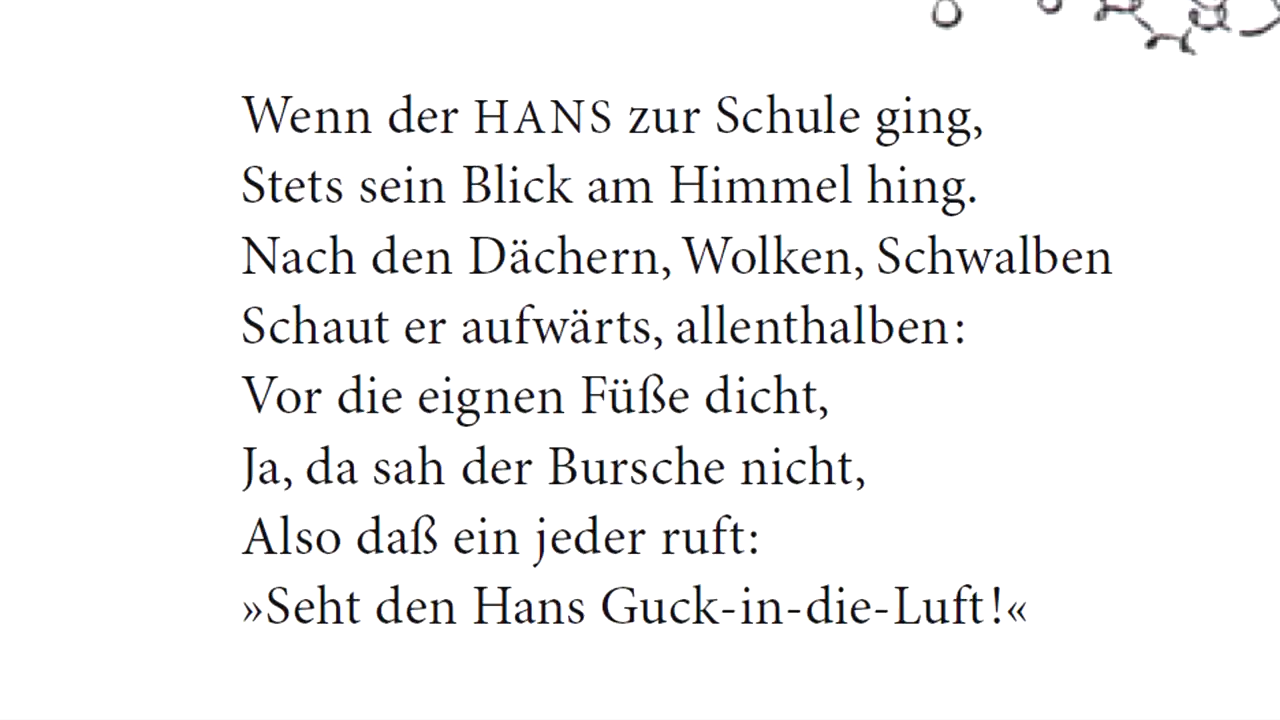 Wenn der HANS zur Schule ging,
Stets sein Blick am Himmel hing.
Nach den Dächern, Wolken, Schwalben
Schaut er aufwärts, allenthalben:
Vor die eignen Füße dicht,
Ja, da sah der Bursche nicht,
Also daß ein jeder ruft:
»Seht den Hans Guck-in-die-Luft!«